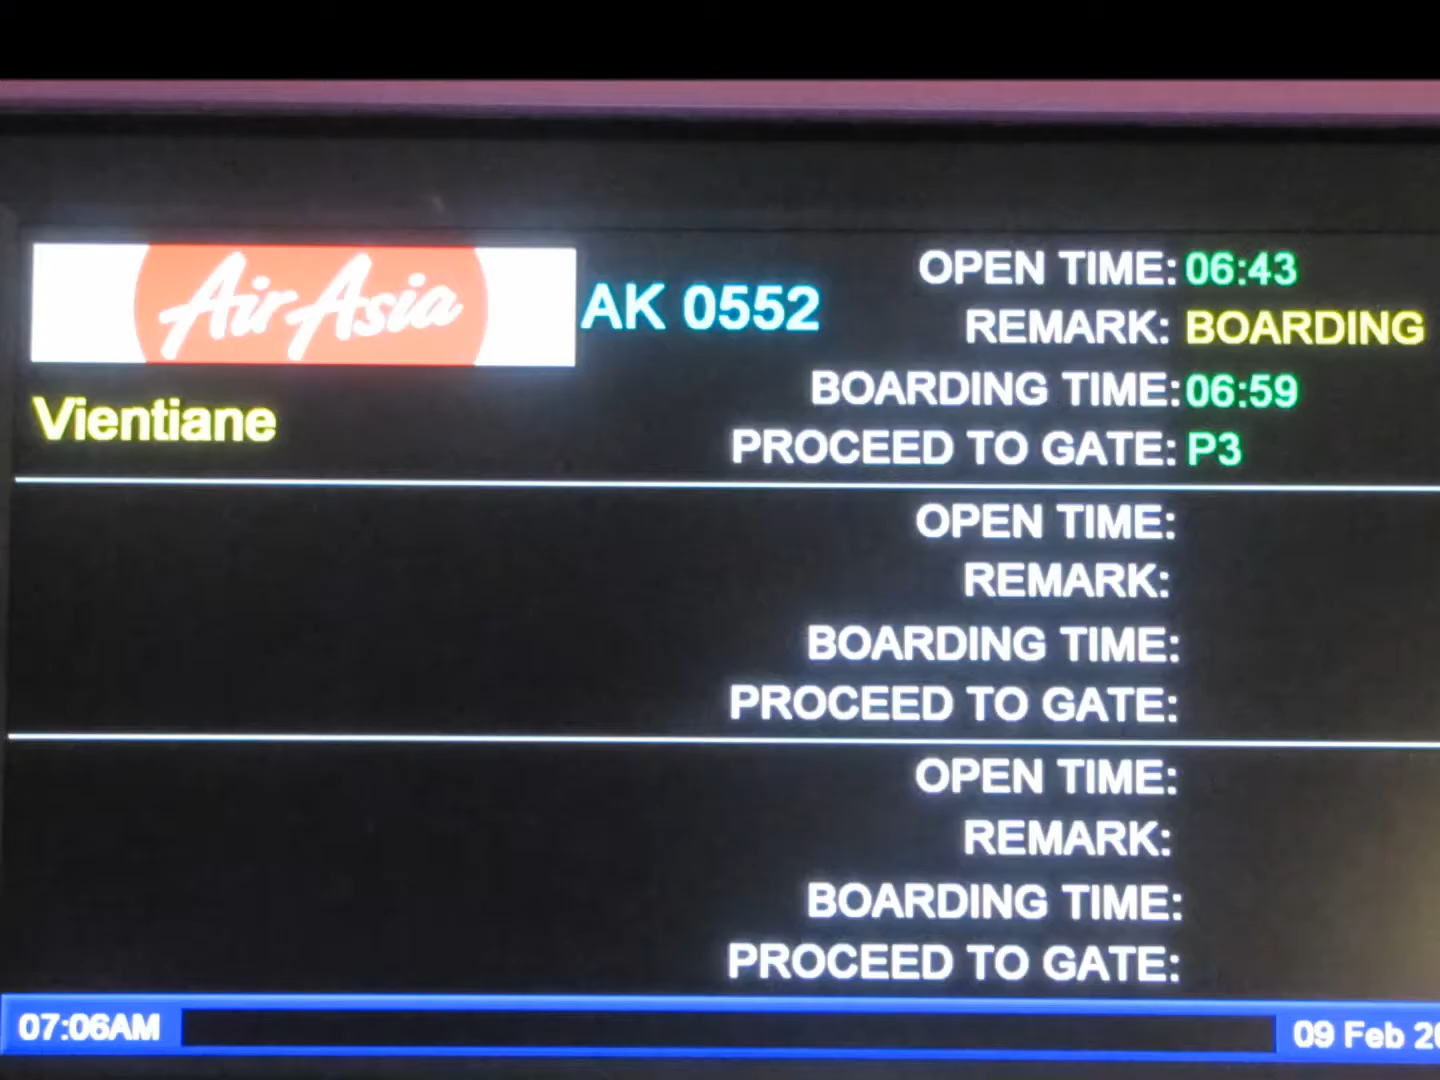 AirAsia AK 0552
Vientiane
OPEN TIME: 06:43
REMARK: BOARDING
BOARDING TIME: 06:59
PROCEED TO GATE: P3
OPEN TIME:
REMARK:
BOARDING TIME:
PROCEED TO GATE:
OPEN TIME:
REMARK:
BOARDING TIME:
PROCEED TO GATE:
07:06AM 09 Feb